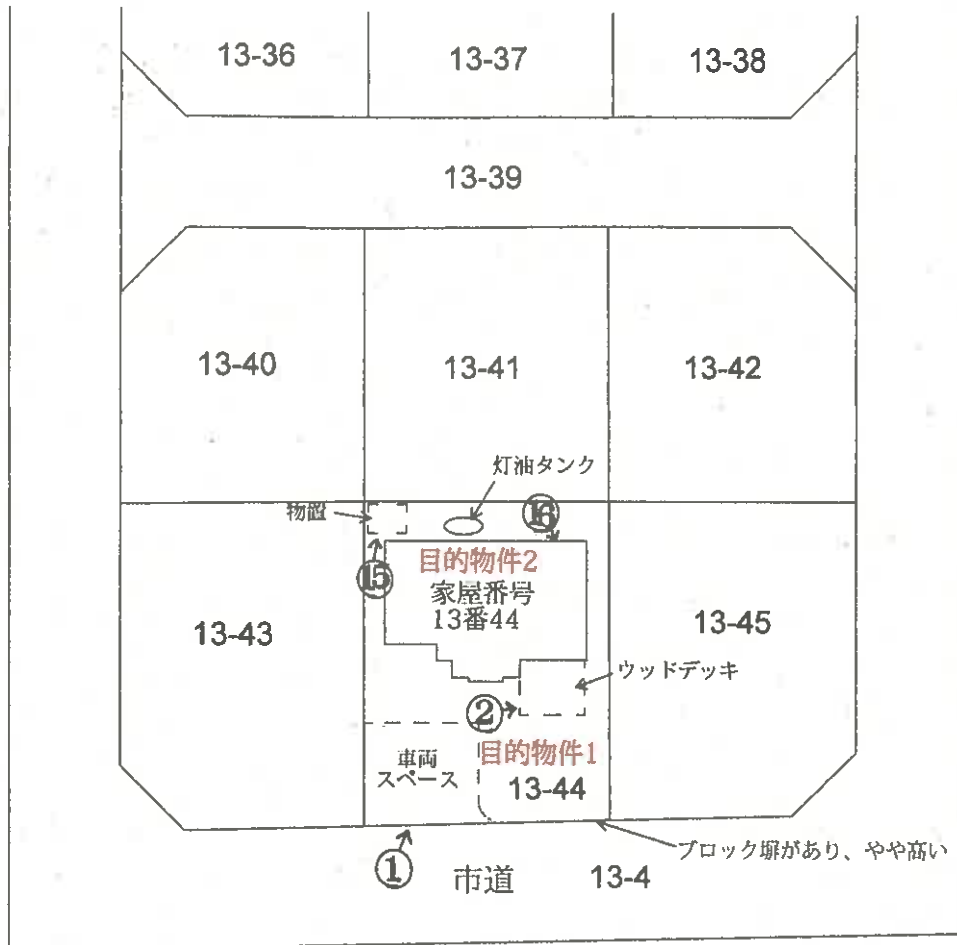 13-36
13-37
13-38
13-39
13-40
13-41
13-42
灯油タンク
物置
⑯
⑮
目的物件2
家屋番号
13番44
13-43
13-45
ウッドデッキ
②
目的物件1
車両
スペース
13-44
ブロック塀があり、やや高い
①
市道
13-4